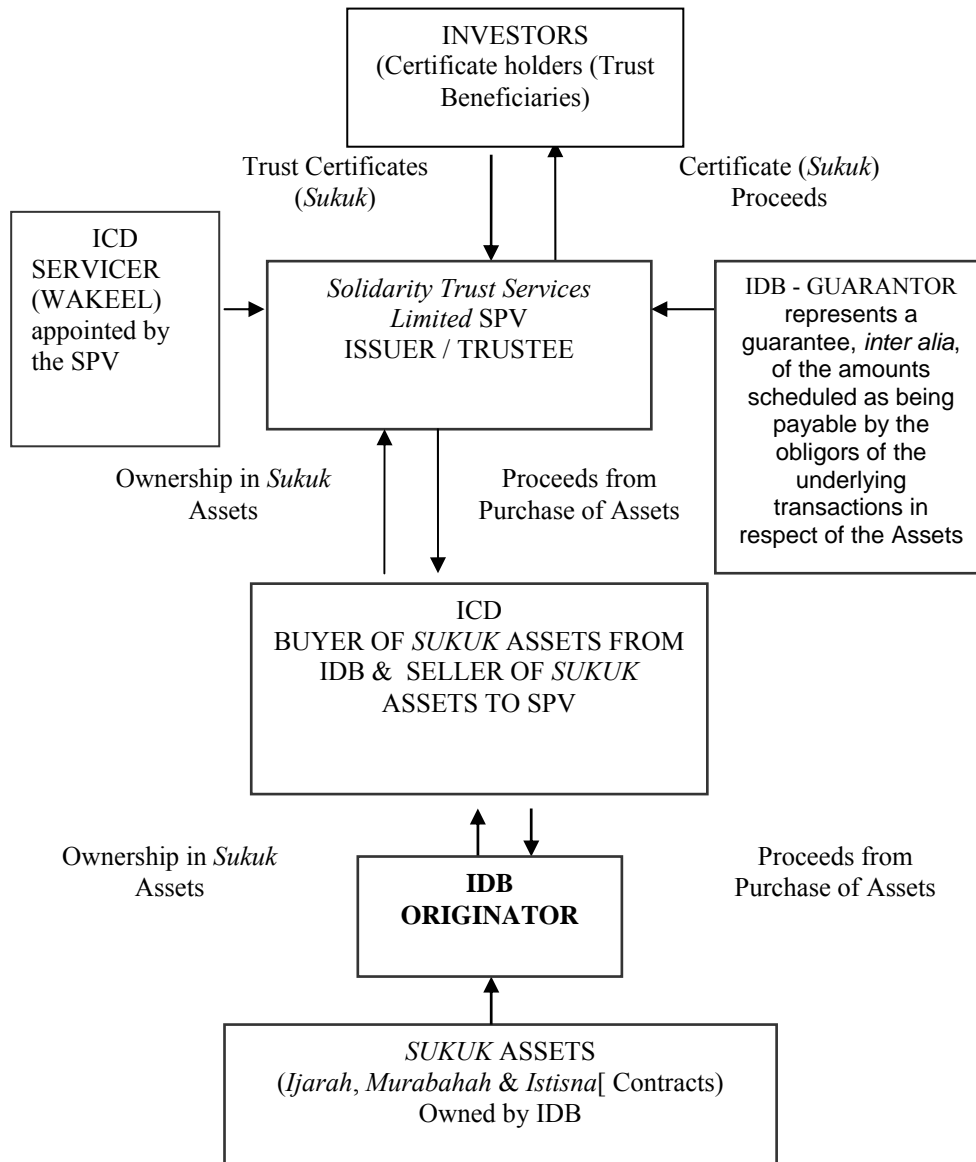 INVESTORS
(Certificate holders (Trust
Beneficiaries)
Trust Certificates
(Sukuk)
Certificate (Sukuk)
Proceeds
ICD
SERVICER
(WAKEEL)
appointed by
the SPV
Solidarity Trust Services
Limited SPV
ISSUER / TRUSTEE
IDB - GUARANTOR
represents a
guarantee, inter alia,
of the amounts
scheduled as being
payable by the
obligors of the
underlying
transactions in
respect of the Assets
Ownership in Sukuk
Assets
Proceeds from
Purchase of Assets
ICD
BUYER OF SUKUK ASSETS FROM
IDB & SELLER OF SUKUK
ASSETS TO SPV
Ownership in Sukuk
Assets
Proceeds from
Purchase of Assets
IDB
ORIGINATOR
SUKUK ASSETS
(Ijarah, Murabahah & Istisna[ Contracts)
Owned by IDB